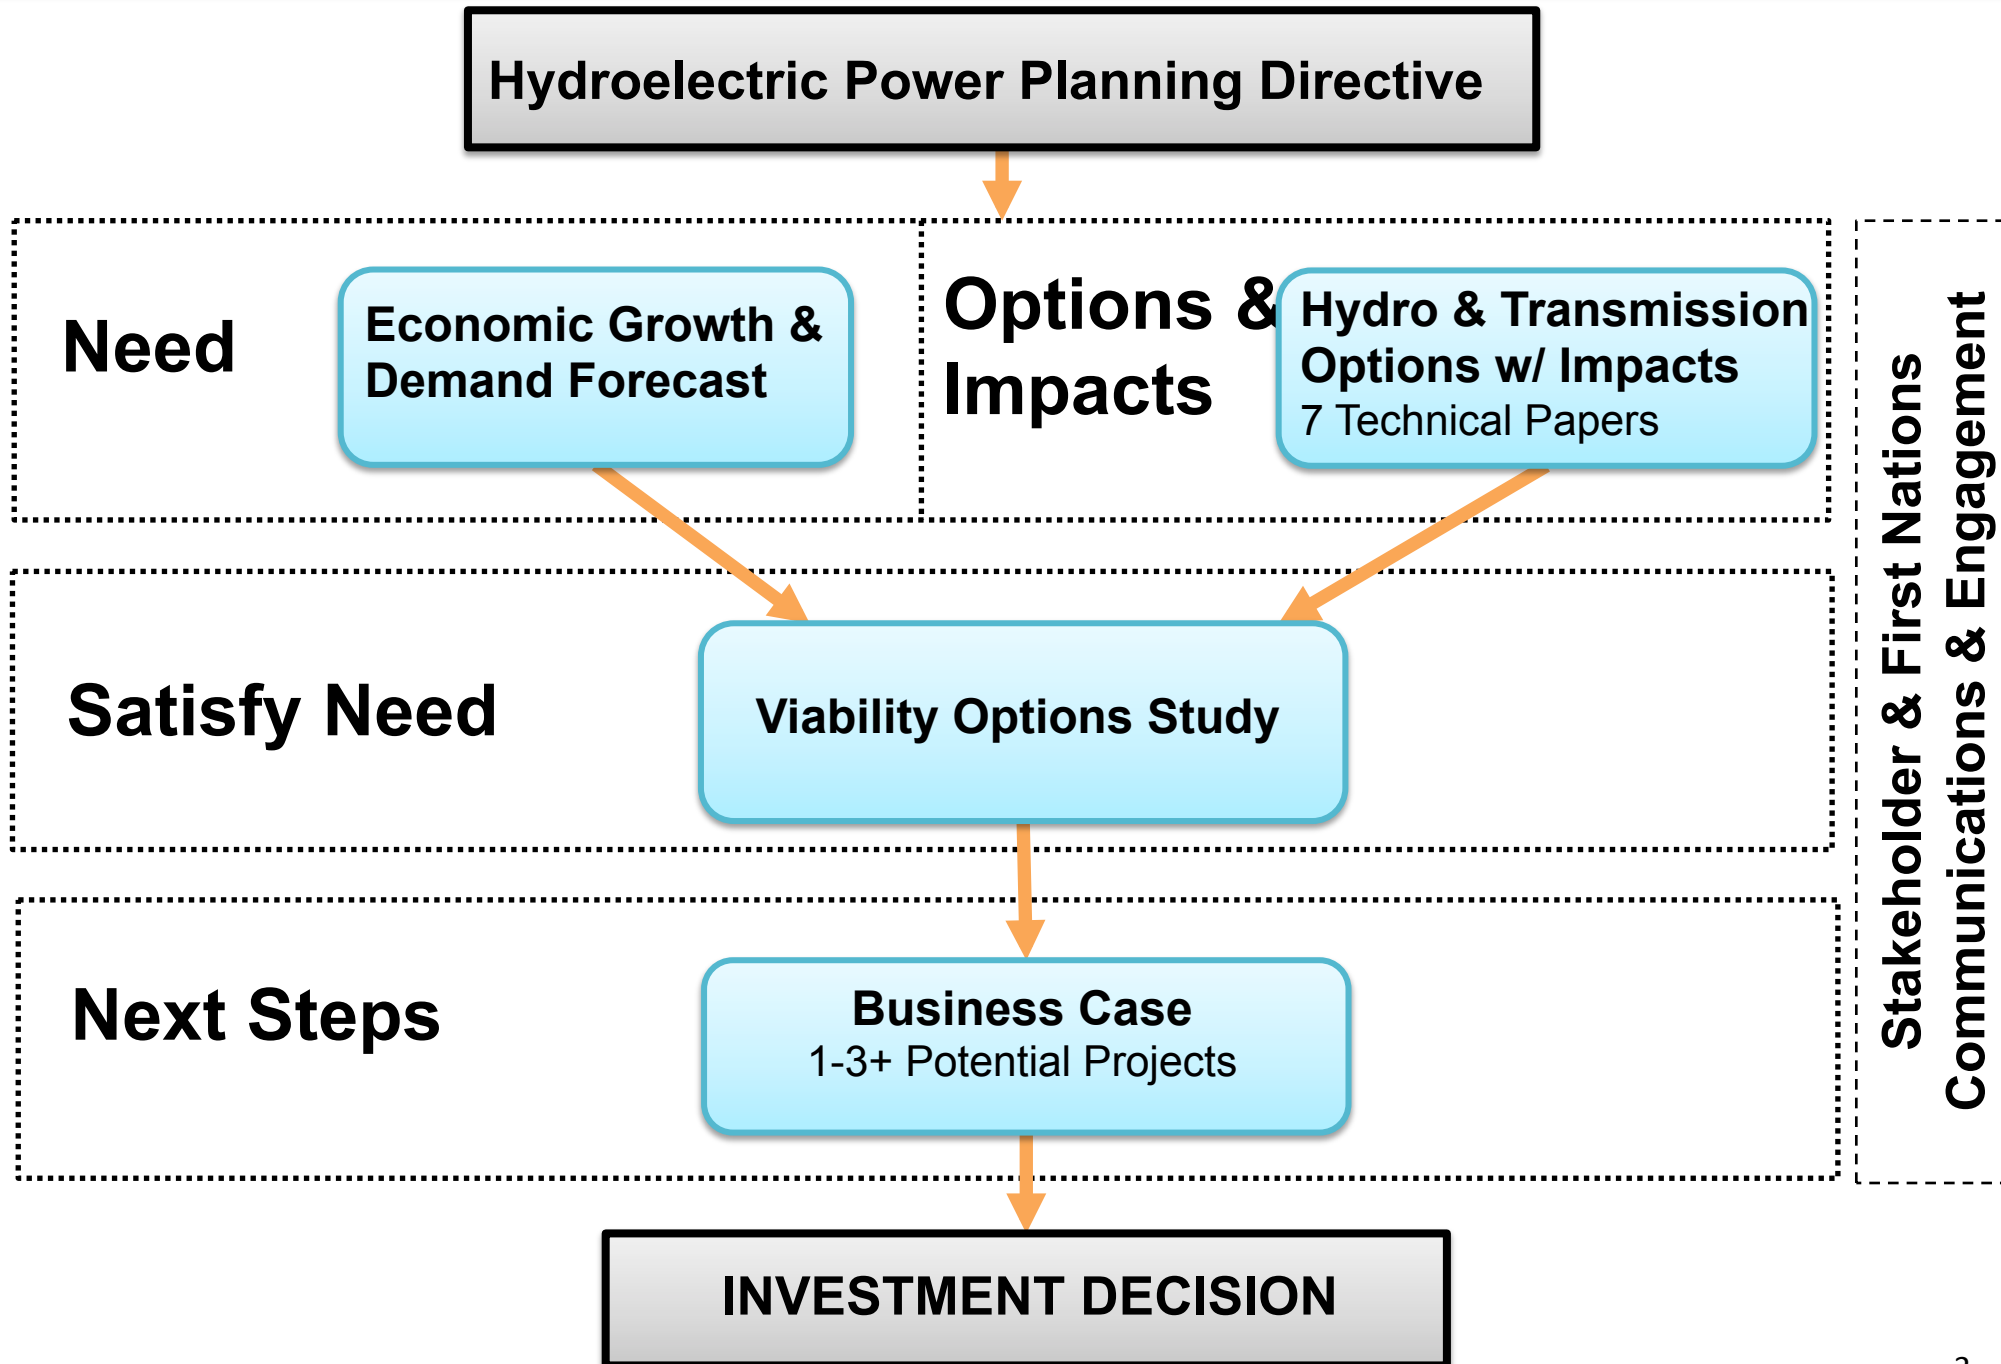 Hydroelectric Power Planning Directive
Need
Economic Growth &
Demand Forecast
Options &
Impacts
Hydro & Transmission
Options w/ Impacts
7 Technical Papers
Satisfy Need
Viability Options Study
Next Steps
Business Case
1-3+ Potential Projects
INVESTMENT DECISION
Stakeholder & First Nations
Communications & Engagement